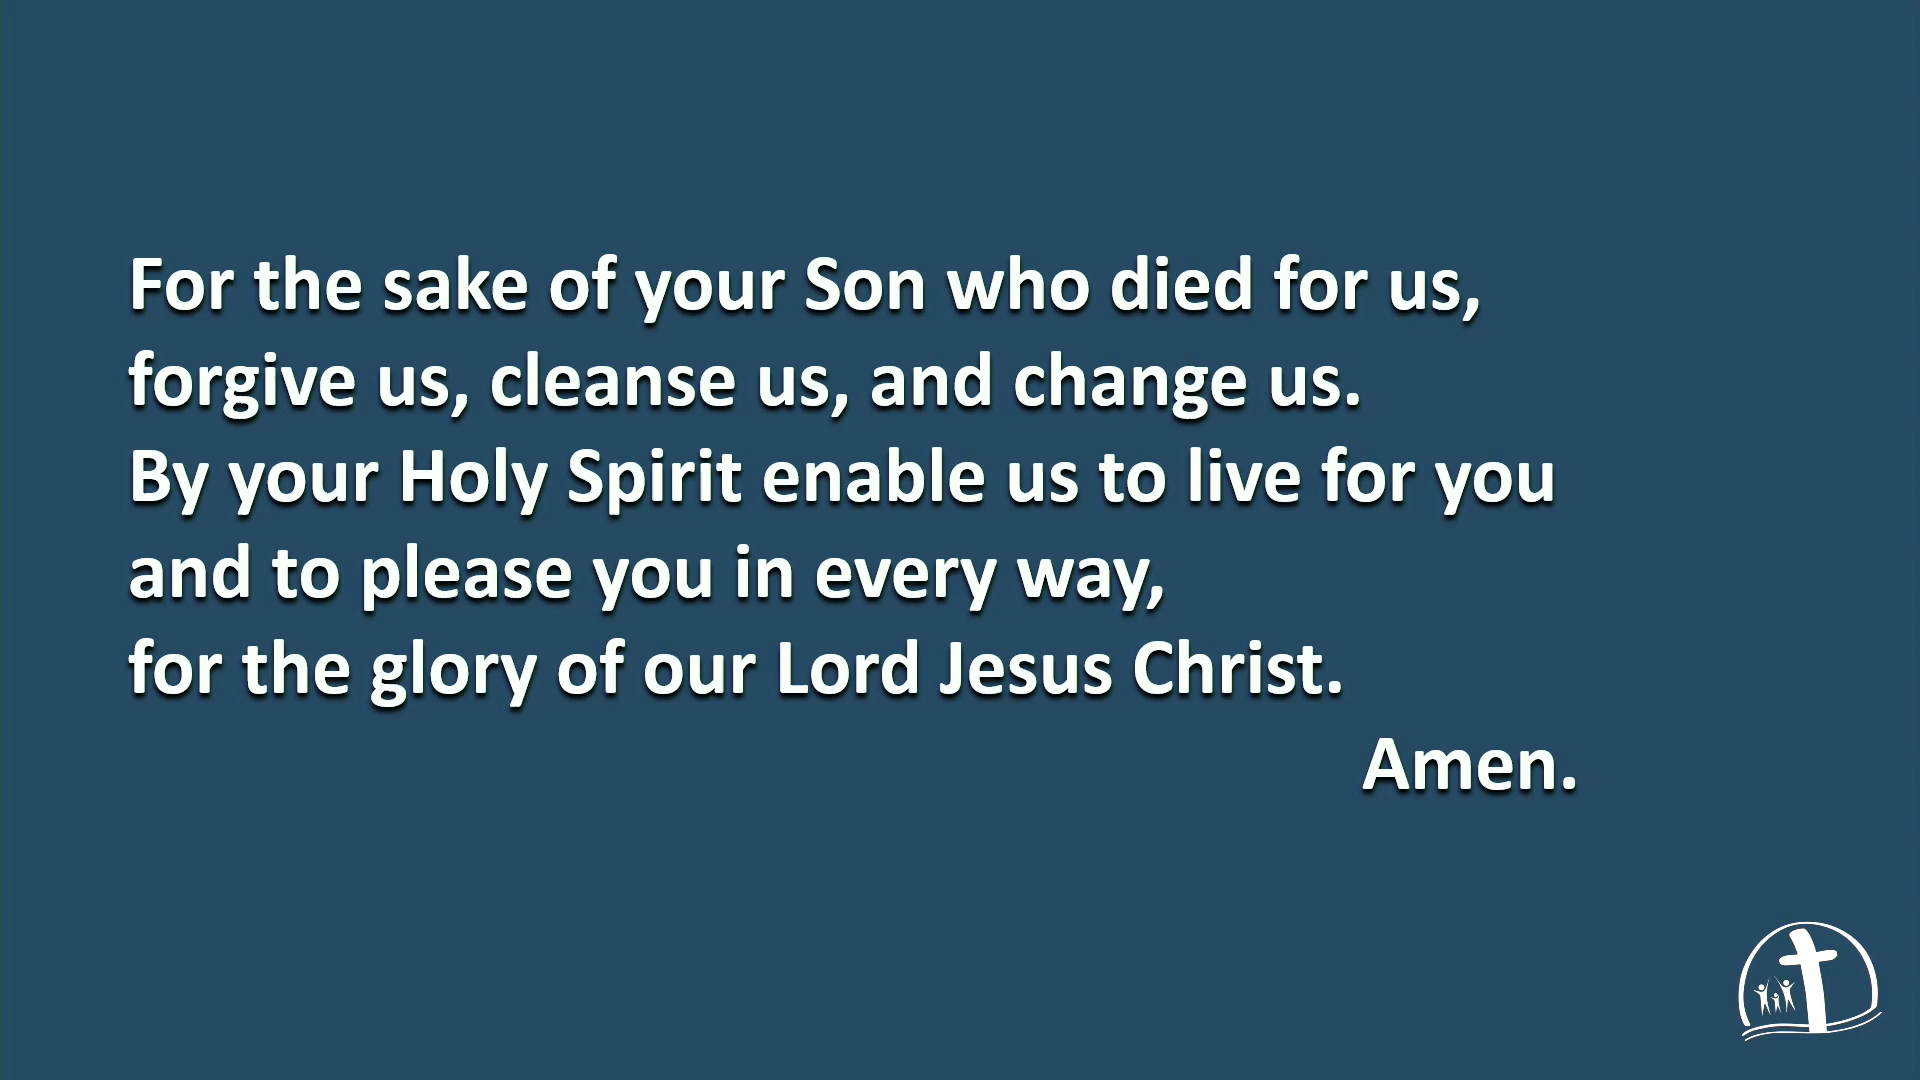 For the sake of your Son who died for us,
forgive us, cleanse us, and change us.
By your Holy Spirit enable us to live for you
and to please you in every way,
for the glory of our Lord Jesus Christ.
Amen.